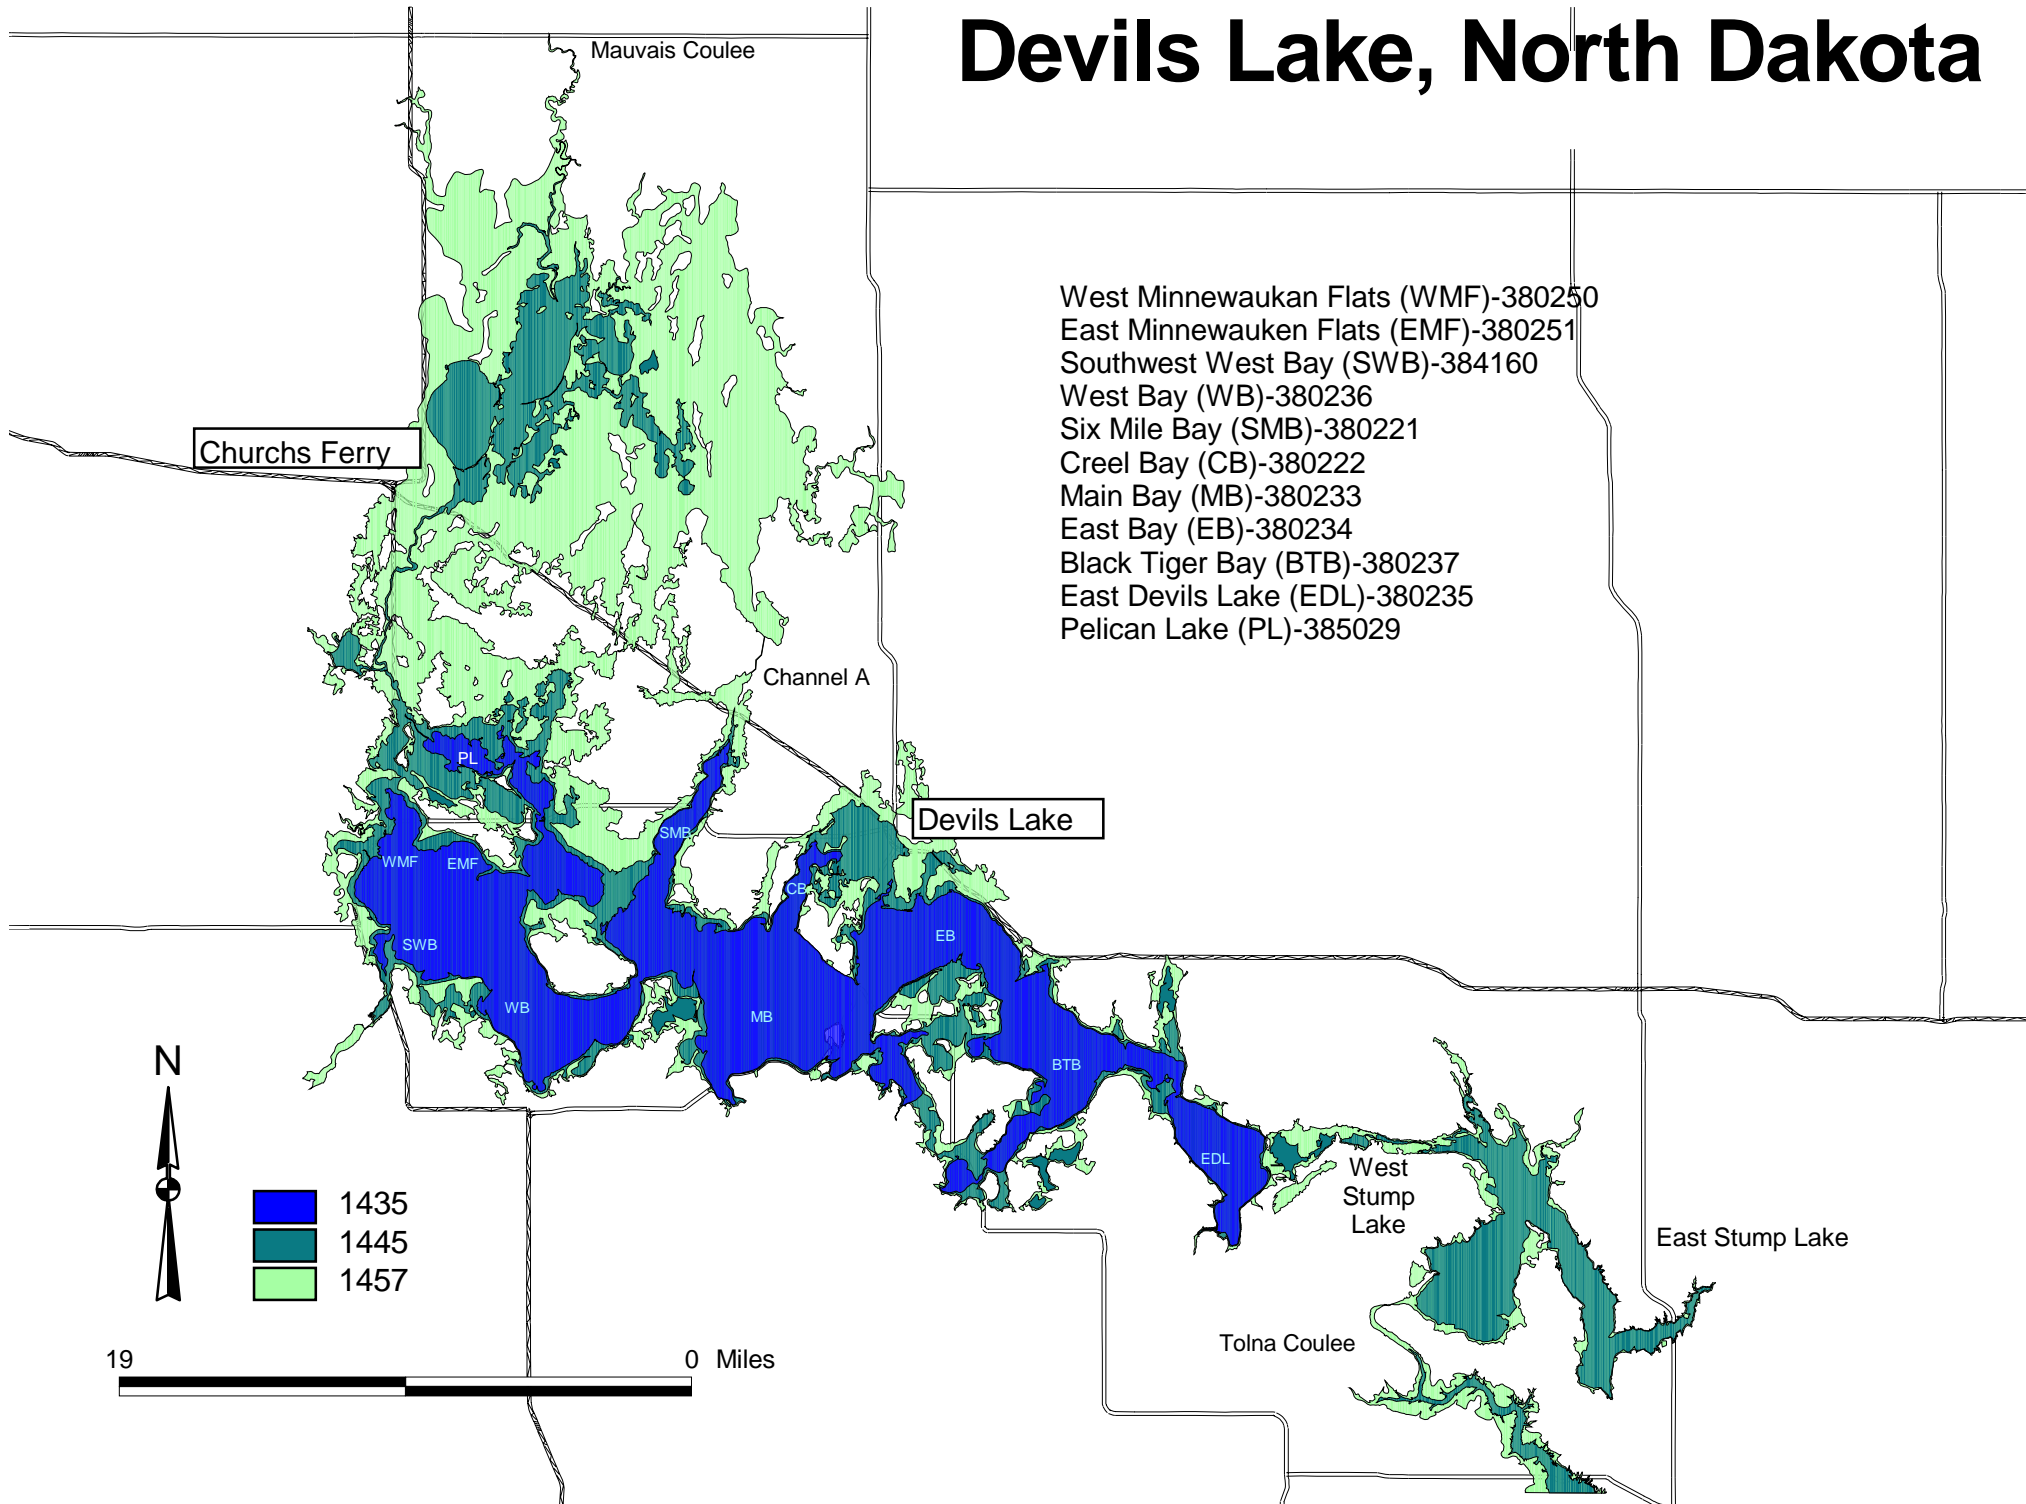 Devils Lake, North Dakota
Mauvais Coulee
West Minnewaukan Flats (WMF)-380250
East Minnewauken Flats (EMF)-380251
Southwest West Bay (SWB)-384160
West Bay (WB)-380236
Six Mile Bay (SMB)-380221
Creel Bay (CB)-380222
Main Bay (MB)-380233
East Bay (EB)-380234
Black Tiger Bay (BTB)-380237
East Devils Lake (EDL)-380235
Pelican Lake (PL)-385029
Churchs Ferry
Channel A
PL
Devils Lake
SMB
WMF
EMF
CB
SWB
EB
WB
MB
BTB
N
EDL
West
Stump
Lake
East Stump Lake
1435
1445
1457
Tolna Coulee
19
0 Miles